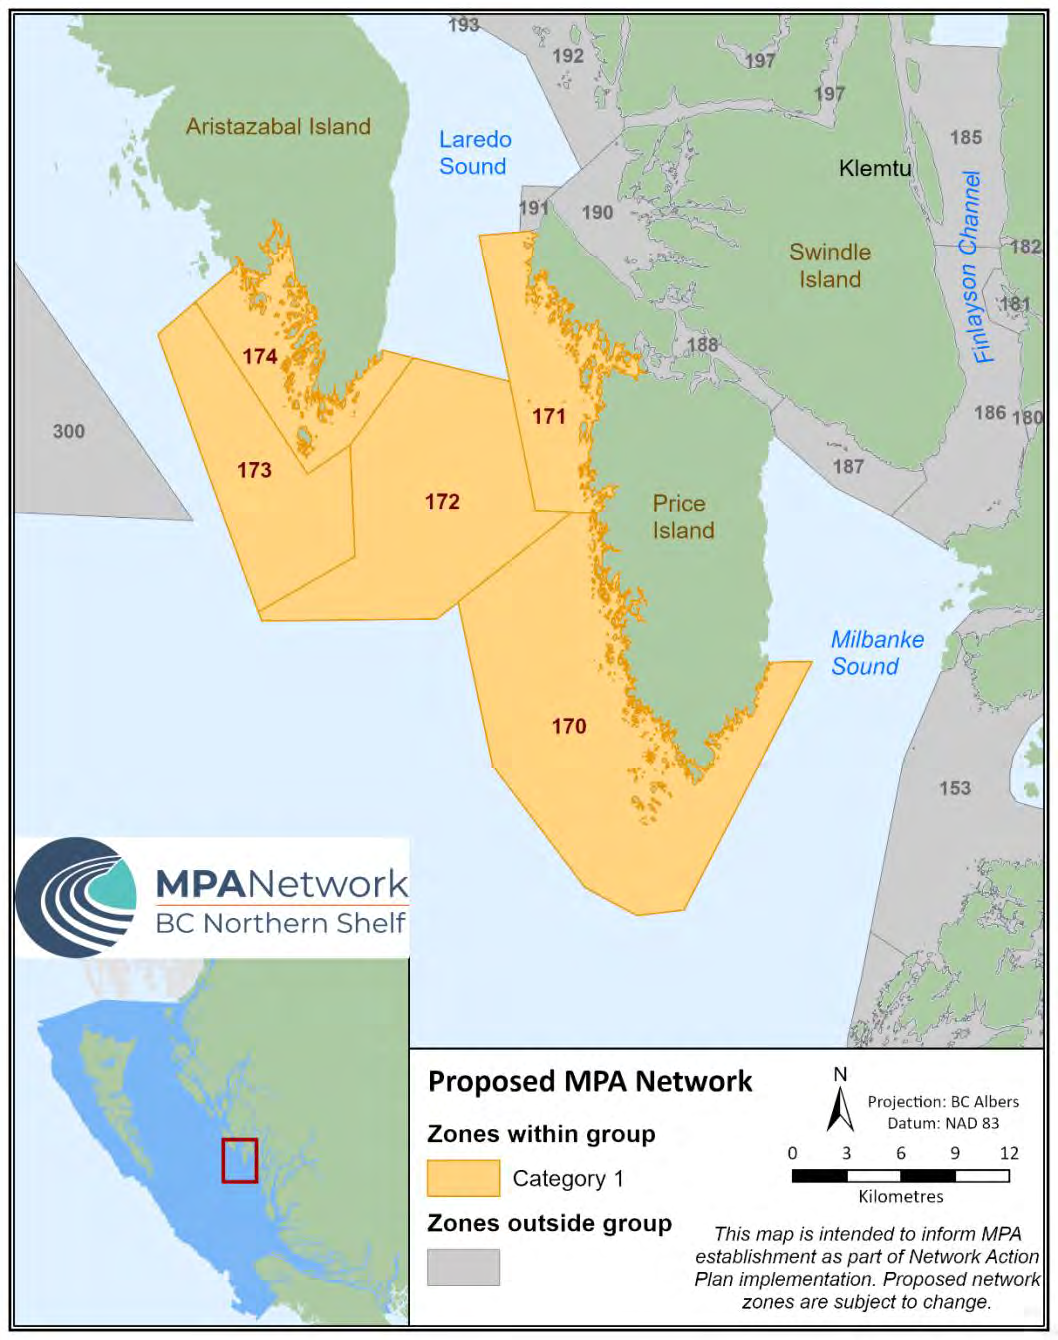 193
192
197
197
Aristazabal Island
Laredo
Sound
185
Klemtu
191
190
182
Swindle
Island
Finlayson Channel
181
188
174
171
186
180
300
173
187
172
Price
Island
Milbanke
Sound
170
153
MPANetwork
BC Northern Shelf
Proposed MPA Network
Zones within group
Category 1
Zones outside group
N
Projection: BC Albers
Datum: NAD 83
0 3 6 9 12
Kilometres
This map is intended to inform MPA
establishment as part of Network Action
Plan implementation. Proposed network
zones are subject to change.